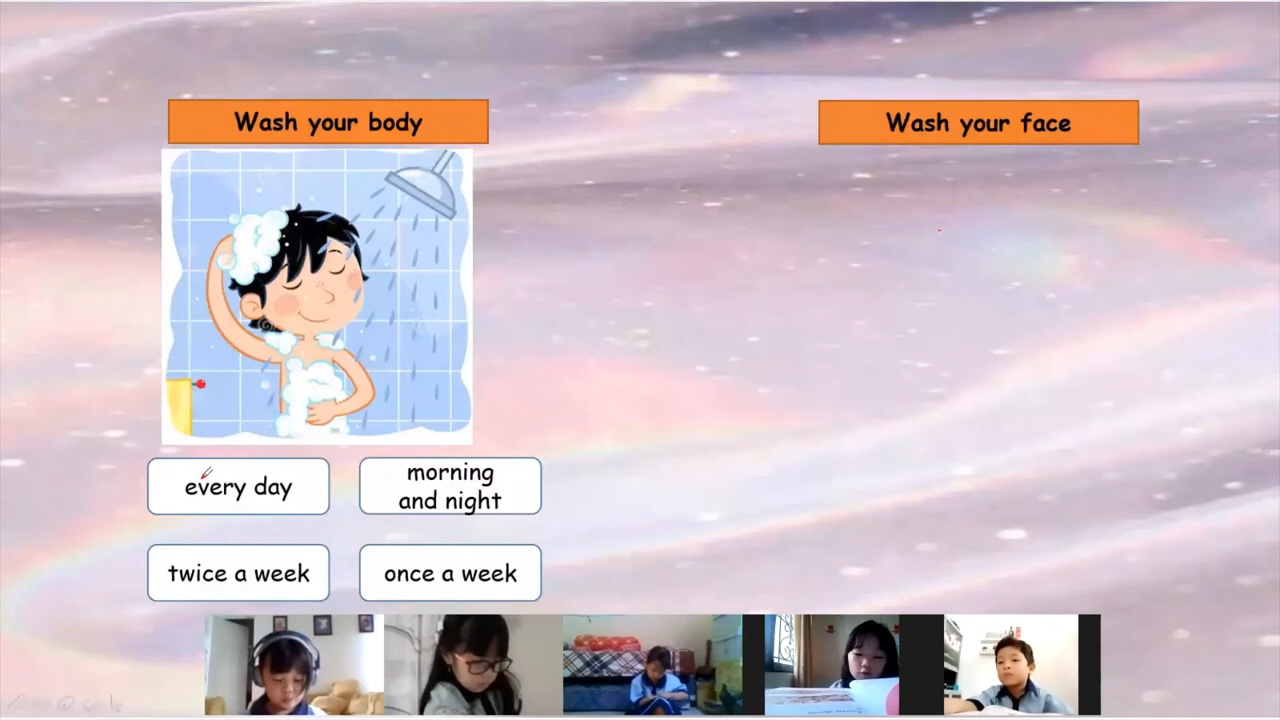 Wash your body
Wash your face
every day
morning
and night
twice a week
once a week